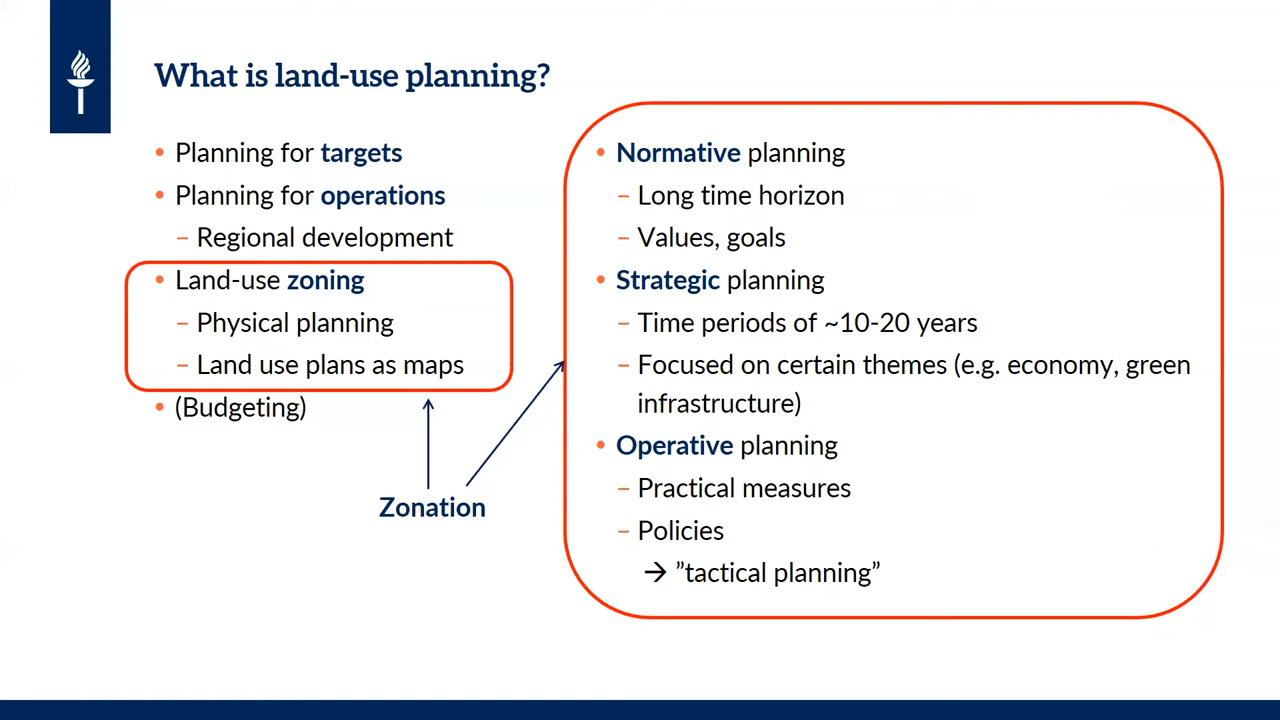 What is land-use planning?
• Planning for targets
• Planning for operations
– Regional development
• Land-use zoning
– Physical planning
– Land use plans as maps
• (Budgeting)
Zonation
• Normative planning
– Long time horizon
– Values, goals
• Strategic planning
– Time periods of ~10-20 years
– Focused on certain themes (e.g. economy, green
infrastructure)
• Operative planning
– Practical measures
– Policies
→ ”tactical planning”